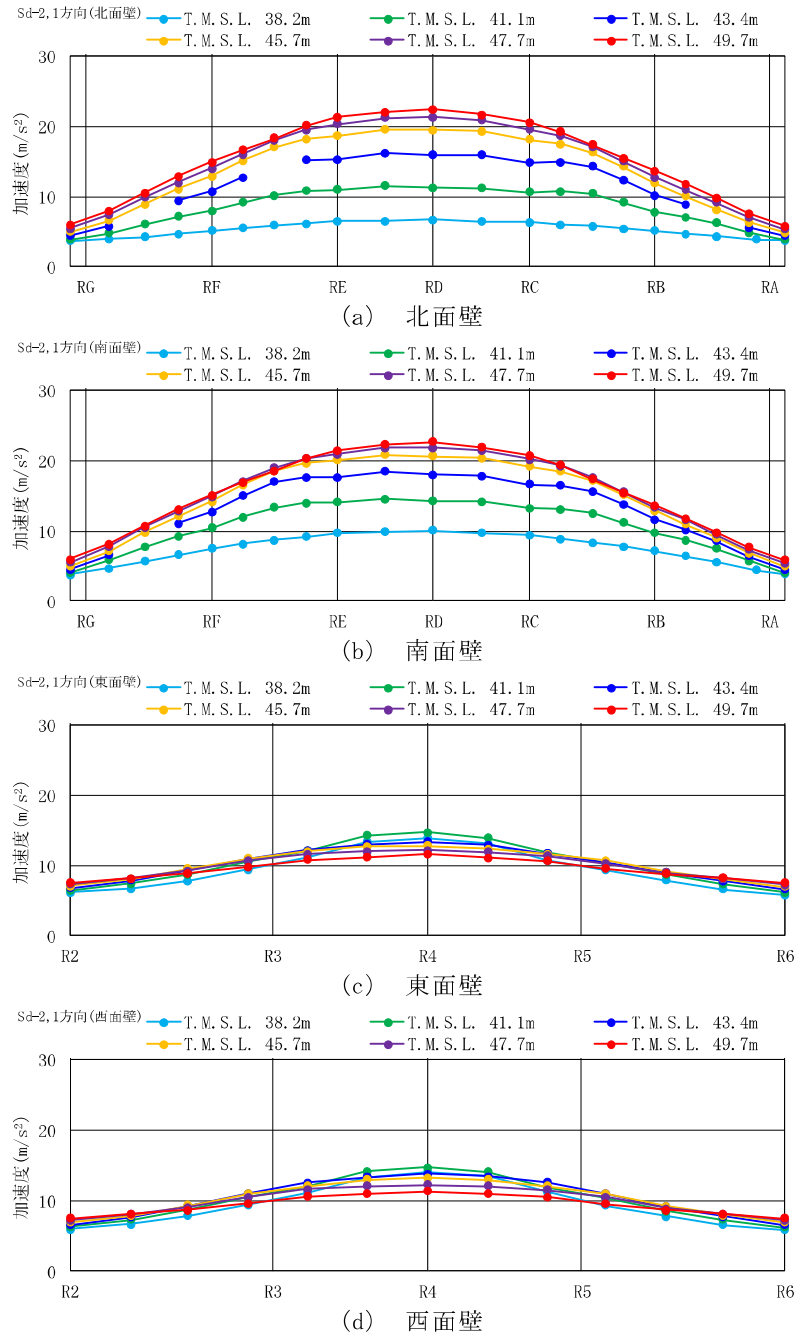 Sd-2,1方向(北面壁)
T.M.S.L. 38.2m T.M.S.L. 41.1m T.M.S.L. 43.4m
T.M.S.L. 45.7m T.M.S.L. 47.7m T.M.S.L. 49.7m
加速度(m/s²)
30
20
10
0
RG RF RE RD RC RB RA
(a) 北面壁
Sd-2,1方向(南面壁)
T.M.S.L. 38.2m T.M.S.L. 41.1m T.M.S.L. 43.4m
T.M.S.L. 45.7m T.M.S.L. 47.7m T.M.S.L. 49.7m
加速度(m/s²)
30
20
10
0
RG RF RE RD RC RB RA
(b) 南面壁
Sd-2,1方向(東面壁)
T.M.S.L. 38.2m T.M.S.L. 41.1m T.M.S.L. 43.4m
T.M.S.L. 45.7m T.M.S.L. 47.7m T.M.S.L. 49.7m
加速度(m/s²)
30
20
10
0
R2 R3 R4 R5 R6
(c) 東面壁
Sd-2,1方向(西面壁)
T.M.S.L. 38.2m T.M.S.L. 41.1m T.M.S.L. 43.4m
T.M.S.L. 45.7m T.M.S.L. 47.7m T.M.S.L. 49.7m
加速度(m/s²)
30
20
10
0
R2 R3 R4 R5 R6
(d) 西面壁